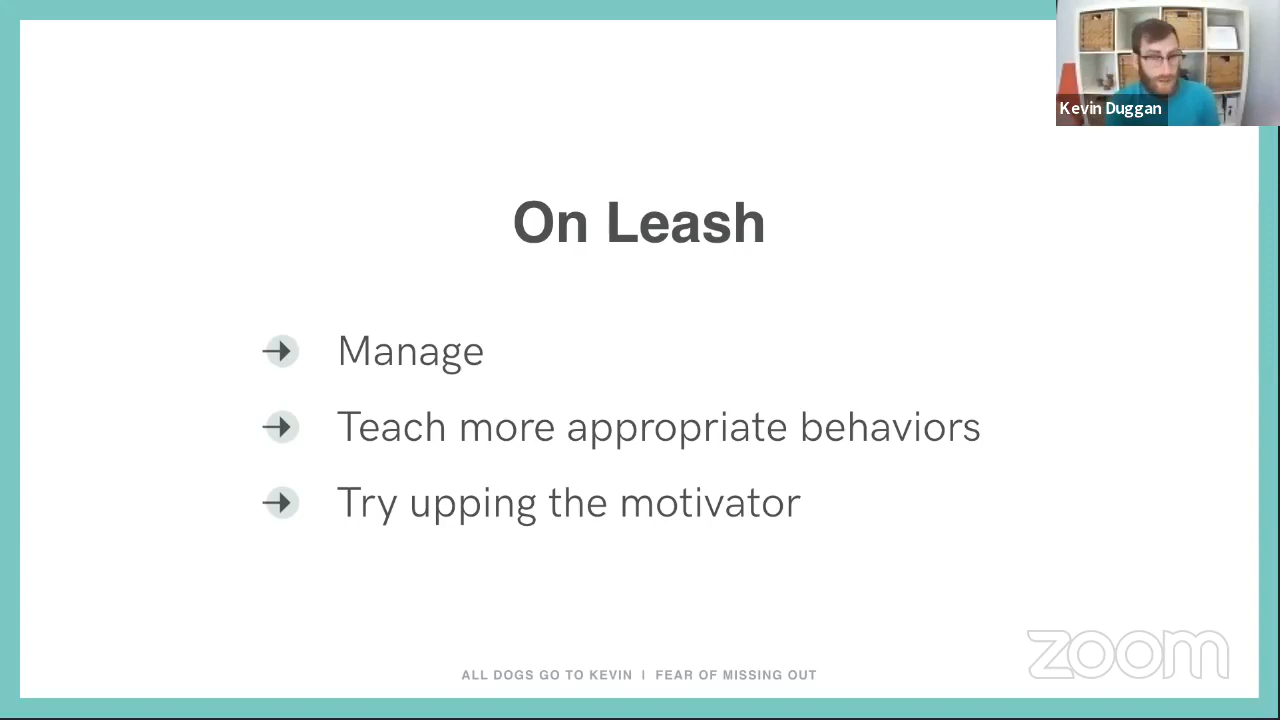 Kevin Duggan
On Leash
Manage
Teach more appropriate behaviors
Try upping the motivator
zoom
ALL DOGS GO TO KEVIN | FEAR OF MISSING OUT